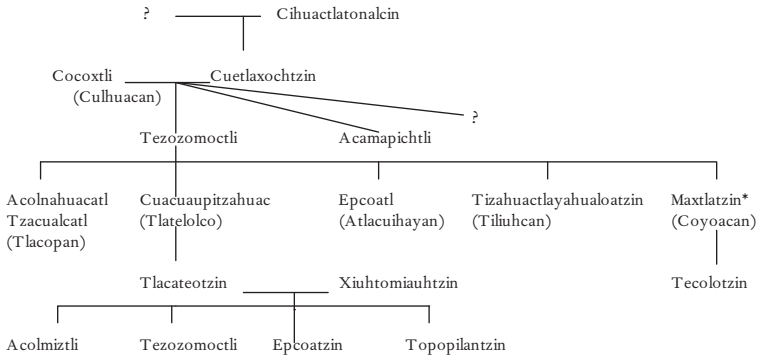 ? Cihuactlatonalcin
Cocoxtli Cuetlaxochtzin
(Culhuacan)
?
Tezozomoctli Acamapichtli
Acolnahuacatl Cuacuaupitzahuac Epcoatl Tizahuactlayahualoatzin Maxtlatzin*
Tzacualcatl (Tlatelolco) (Atlacuihayan) (Tiliuhcan) (Coyoacan)
(Tlacopan)
Tlacateotzin Xiuhtomiauhtzin Tecolotzin
Acolmiztli Tezozomoctli Epcoatzin Topopilantzin